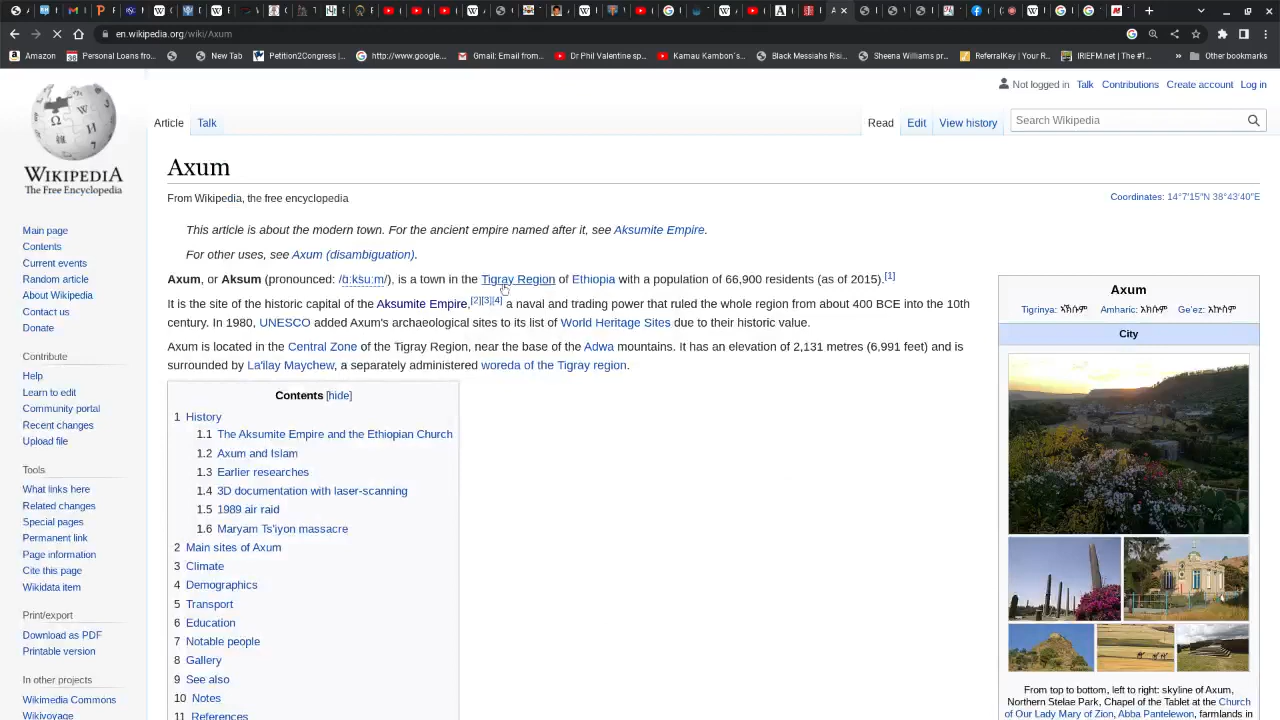 en.wikipedia.org/wiki/Axum
Amazon
Personal Loans fro...
New Tab
Petition2Congress |...
http://www.google...
Gmail: Email from...
Dr Phil Valentine sp...
Kamau Kambon's...
Black Messiahs Risi...
Sheena Williams pr...
ReferralKey | Your R...
IRIEFM.net | The #1...
»
Other bookmarks
Not logged in Talk Contributions Create account Log in
Article Talk
Read Edit View history
Search Wikipedia
WIKIPEDIA
The Free Encyclopedia
Main page
Contents
Current events
Random article
About Wikipedia
Contact us
Donate
Contribute
Help
Learn to edit
Community portal
Recent changes
Upload file
Tools
What links here
Related changes
Special pages
Permanent link
Page information
Cite this page
Wikidata item
Print/export
Download as PDF
Printable version
In other projects
Wikimedia Commons
Wikivoyage
Axum
From Wikipedia, the free encyclopedia
Coordinates: 14°7′15″N 38°43′40″E
This article is about the modern town. For the ancient empire named after it, see Aksumite Empire.
For other uses, see Axum (disambiguation).
Axum, or Aksum (pronounced: /ˈɑːksuːm/), is a town in the Tigray Region of Ethiopia with a population of 66,900 residents (as of 2015).[1]
It is the site of the historic capital of the Aksumite Empire,[2][3][4] a naval and trading power that ruled the whole region from about 400 BCE into the 10th
century. In 1980, UNESCO added Axum's archaeological sites to its list of World Heritage Sites due to their historic value.
Axum is located in the Central Zone of the Tigray Region, near the base of the Adwa mountains. It has an elevation of 2,131 metres (6,991 feet) and is
surrounded by La'ilay Maychew, a separately administered woreda of the Tigray region.
Contents [hide]
1 History
1.1 The Aksumite Empire and the Ethiopian Church
1.2 Axum and Islam
1.3 Earlier researches
1.4 3D documentation with laser-scanning
1.5 1989 air raid
1.6 Maryam Ts'iyon massacre
2 Main sites of Axum
3 Climate
4 Demographics
5 Transport
6 Education
7 Notable people
8 Gallery
9 See also
10 Notes
11 References
Axum
Tigrinya: ኣኽሱም Amharic: አክሱም Ge'ez: አኵስም
City
From top to bottom, left to right: skyline of Axum,
Northern Stelae Park, Chapel of the Tablet at the Church
of Our Lady Mary of Zion, Abba Pantelewon, farmlands in